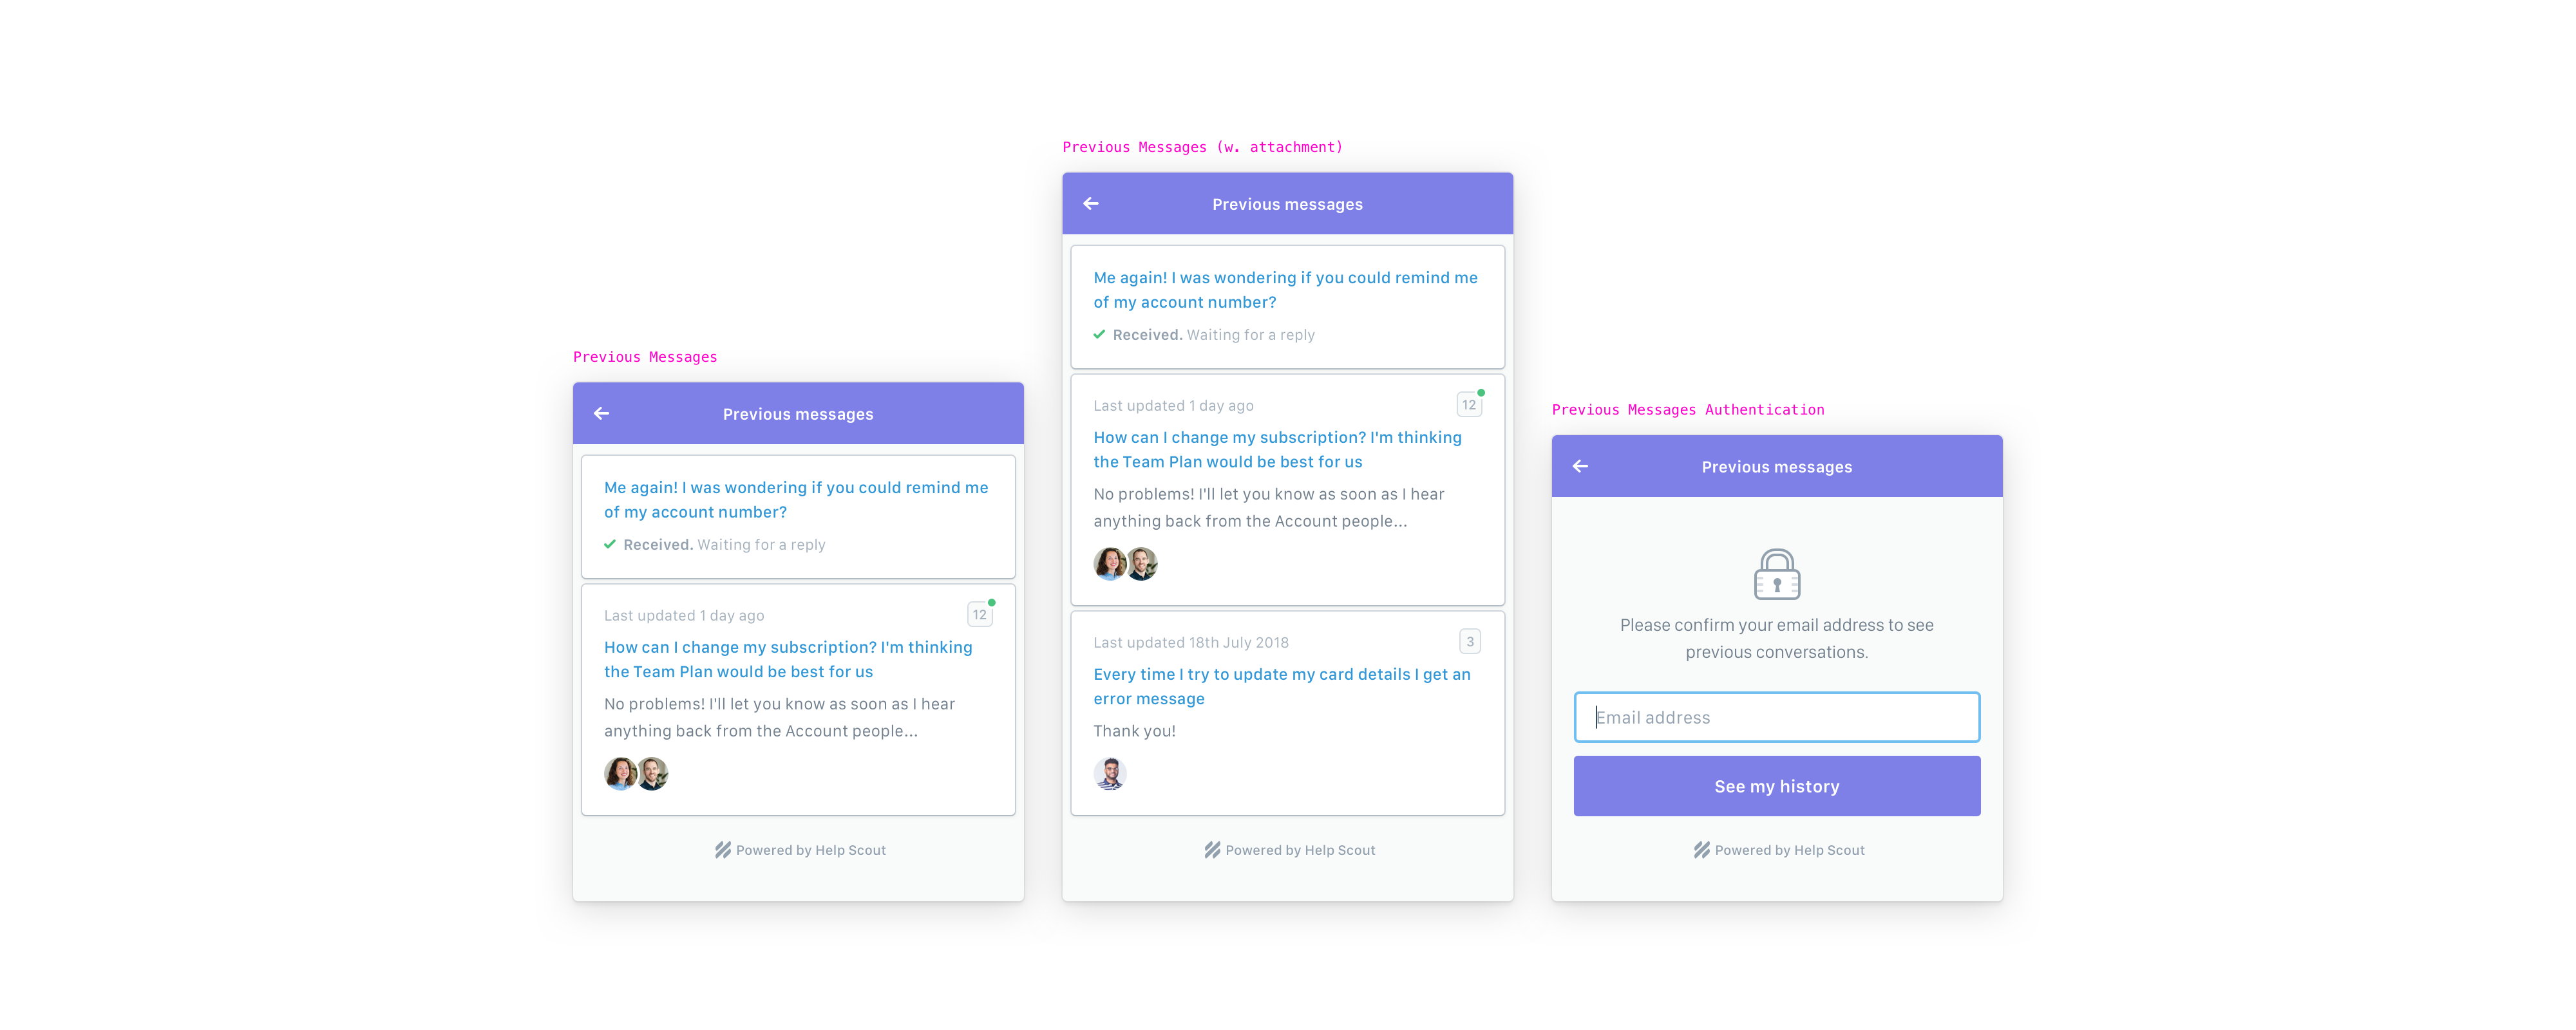 Previous Messages
Previous messages
Me again! I was wondering if you could remind me
of my account number?
Received. Waiting for a reply
Last updated 1 day ago
12
How can I change my subscription? I'm thinking
the Team Plan would be best for us
No problems! I'll let you know as soon as I hear
anything back from the Account people...
Powered by Help Scout
Previous Messages (w. attachment)
Previous messages
Me again! I was wondering if you could remind me
of my account number?
Received. Waiting for a reply
Last updated 1 day ago
12
How can I change my subscription? I'm thinking
the Team Plan would be best for us
No problems! I'll let you know as soon as I hear
anything back from the Account people...
Last updated 18th July 2018
3
Every time I try to update my card details I get an
error message
Thank you!
Powered by Help Scout
Previous Messages Authentication
Previous messages
Please confirm your email address to see
previous conversations.
Email address
See my history
Powered by Help Scout